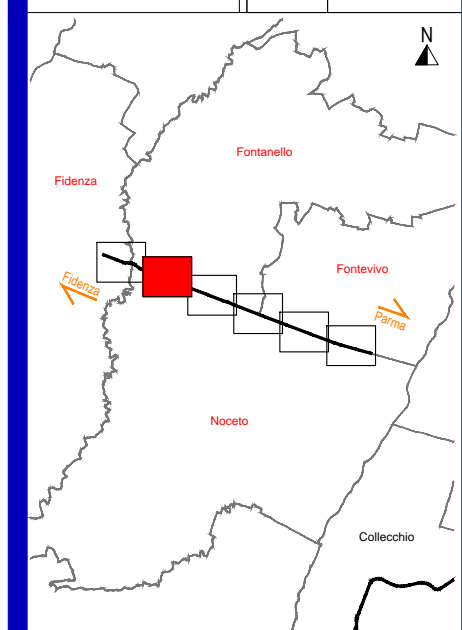 N
Fontanello
Fidenza
Fontevivo
Fidenza
Parma
Noceto
Collecchio